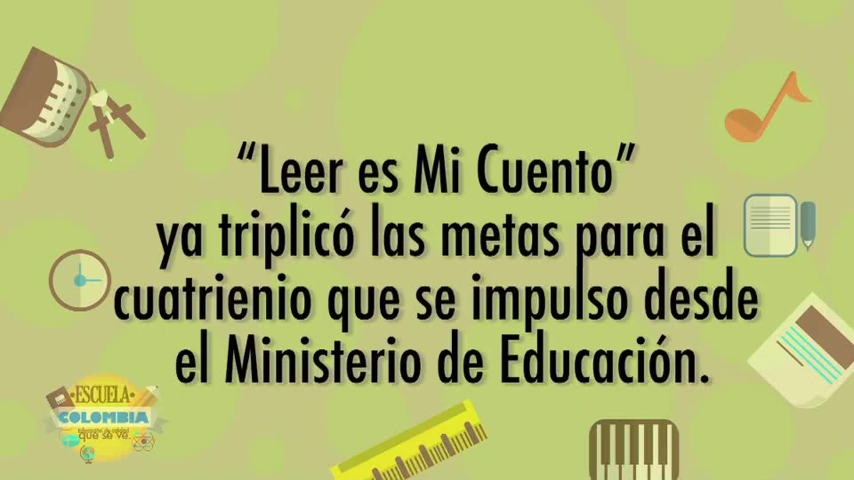 “Leer es Mi Cuento”
ya triplicó las metas para el
cuatrienio que se impulso desde
el Ministerio de Educación.
ESCUELA
COLOMBIA
que se ve.